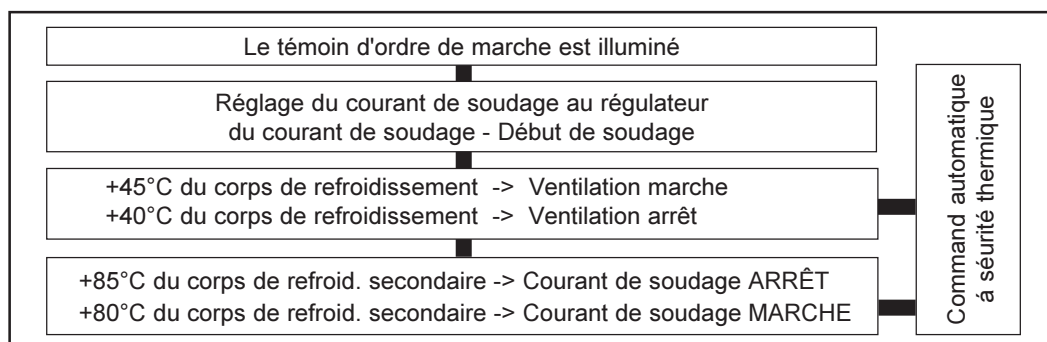 Le témoin d'ordre de marche est illuminé
Réglage du courant de soudage au régulateur
du courant de soudage - Début de soudage
+45°C du corps de refroidissement -> Ventilation marche
+40°C du corps de refroidissement -> Ventilation arrêt
+85°C du corps de refroid. secondaire -> Courant de soudage ARRÊT
+80°C du corps de refroid. secondaire -> Courant de soudage MARCHE
Command automatique
á séurité thermique